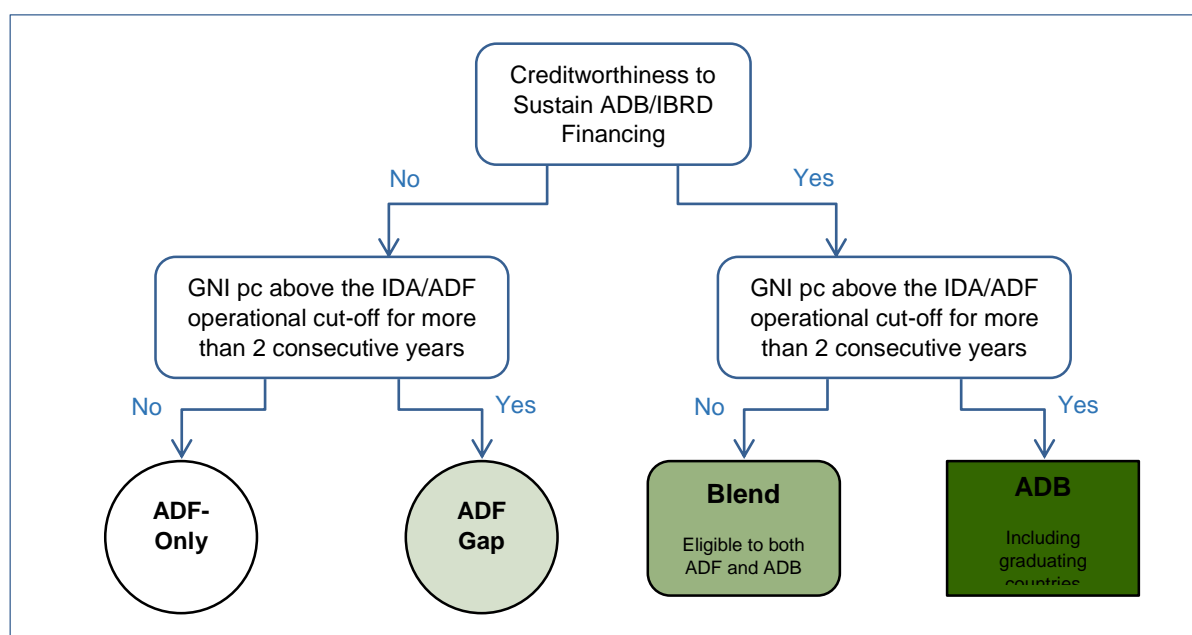 Creditworthiness to
Sustain ADB/IBRD
Financing
No
Yes
GNI pc above the IDA/ADF
operational cut-off for more
than 2 consecutive years
GNI pc above the IDA/ADF
operational cut-off for more
than 2 consecutive years
No
Yes
No
Yes
ADF-
Only
ADF
Gap
Blend
Eligible to both
ADF and ADB
ADB
Including
graduating
countries